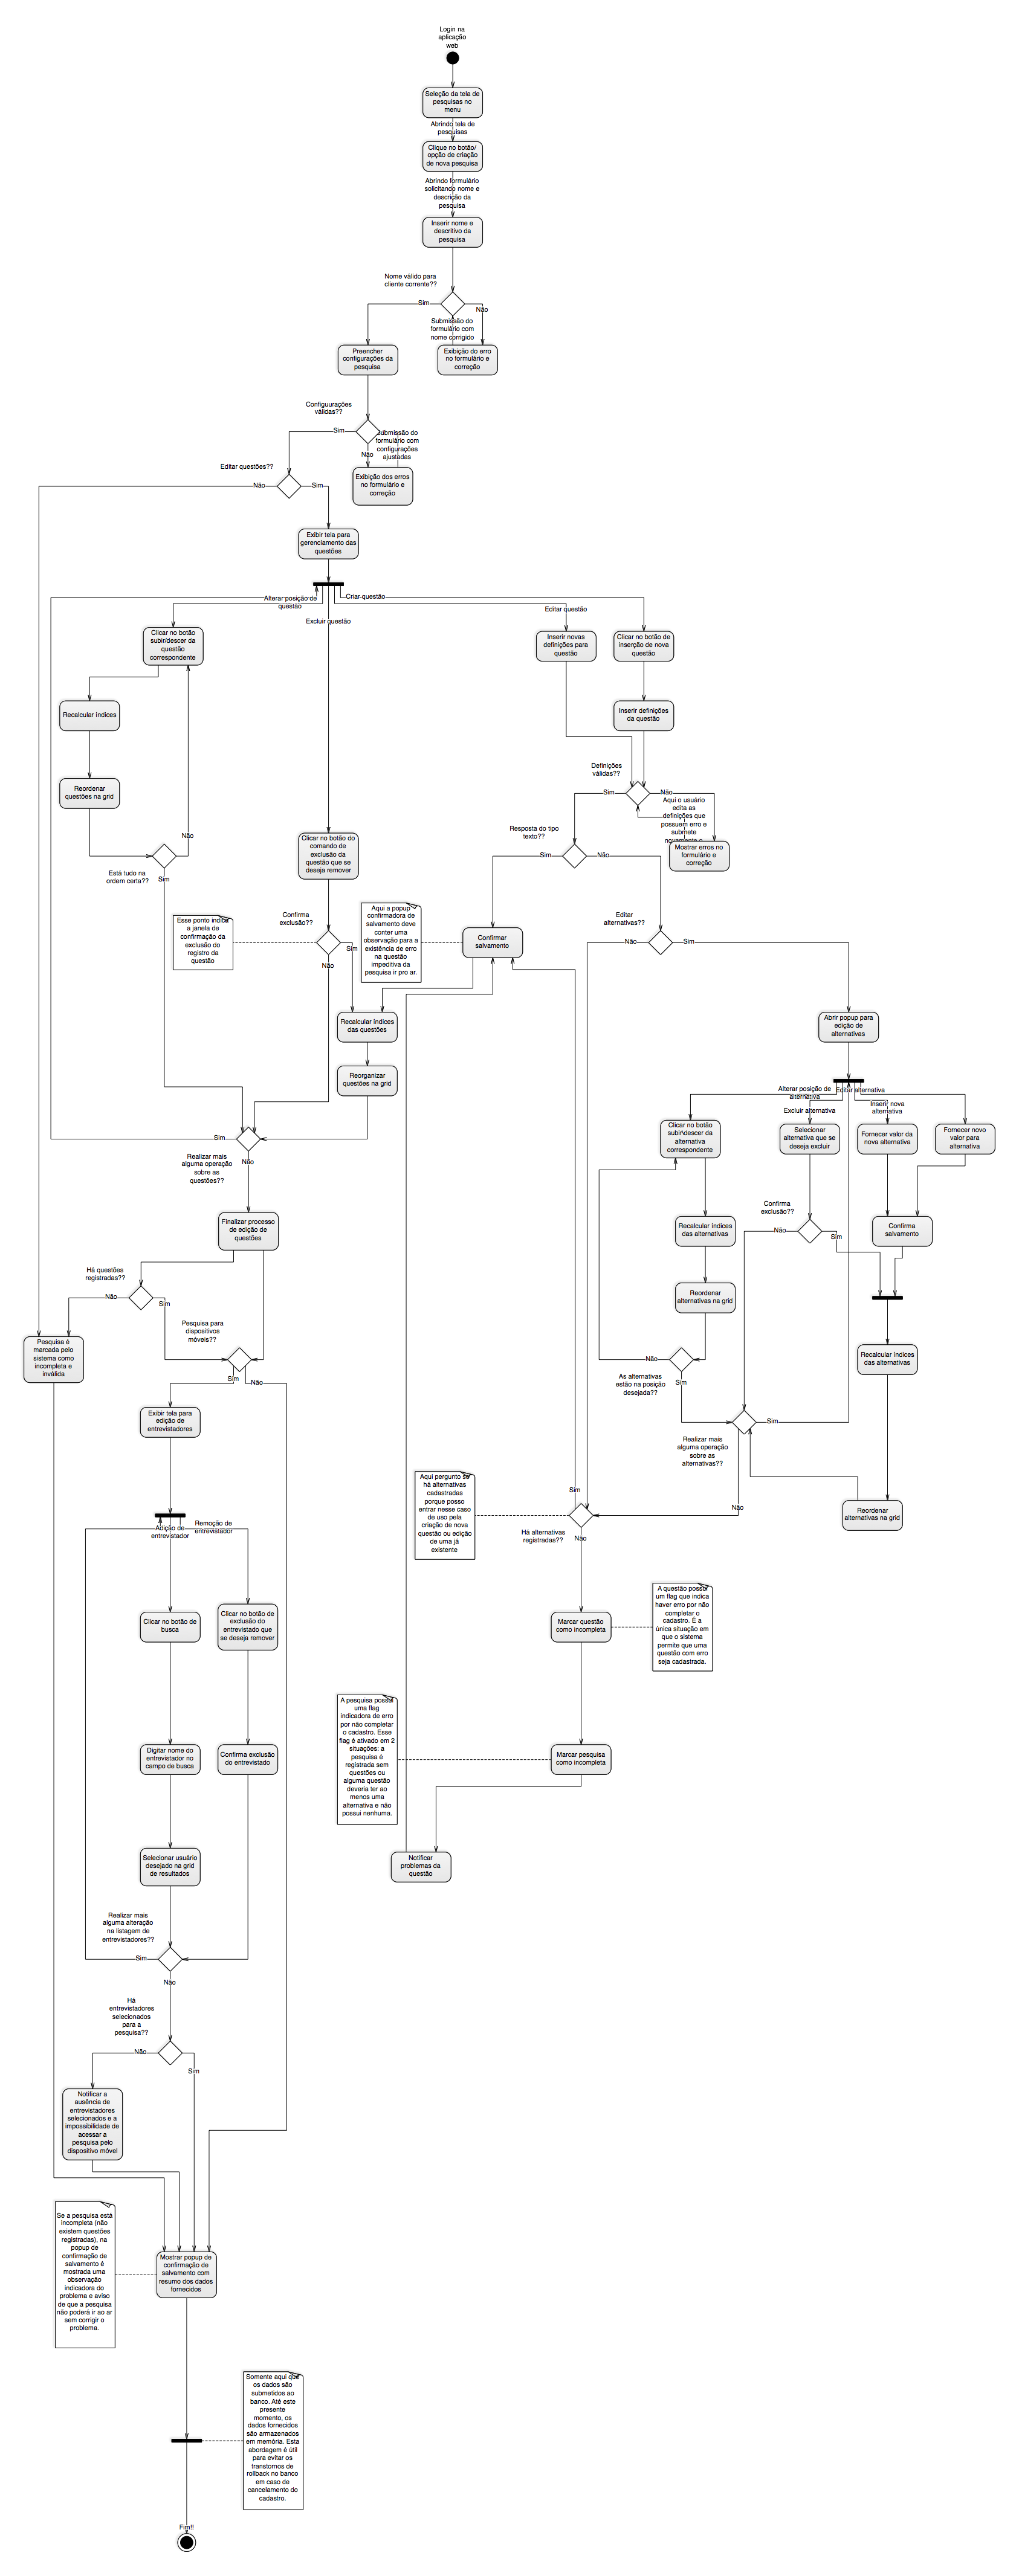 Login na
aplicação
web
Seleção da tela de
pesquisas no
menu
Abrindo tela de
pesquisas
Clique no botão/
opção de criação
de nova pesquisa
Abrindo formulário
solicitando nome e
descrição da
pesquisa
Inserir nome e
descritivo da
pesquisa
Nome válido para
cliente corrente??
Sim
Não
Submissão do
formulário com
nome corrigido
Preencher
configurações da
pesquisa
Exibição do erro
no formulário e
correção
Configuurações
válidas??
Sim
Não
Submissão do
formulário com
configurações
ajustadas
Editar questões??
Não
Sim
Exibição dos erros
no formulário e
correção
Exibir tela para
gerenciamento das
questões
Alterar posição de
questão
Criar questão
Editar questão
Excluir questão
Clicar no botão
subir/descer da
questão
correspondente
Inserir novas
definições para
questão
Clicar no botão de
inserção de nova
questão
Recalcular índices
Inserir definições
da questão
Reordenar
questões na grid
Definições
válidas??
Sim
Não
Aqui o usuário
edita as
definições que
possuem erro e
submete
novamente o
Mostrar erros no
formulário e
correção
Não
Está tudo na
ordem certa??
Sim
Clicar no botão do
comando de
exclusão da
questão que se
deseja remover
Resposta do tipo
texto??
Sim
Não
Esse ponto indica
a janela de
confirmação da
exclusão do
registro da
questão
Confirma
exclusão??
Sim
Não
Aqui a popup
confirmadora de
salvamento deve
conter uma
observação para a
existência de erro
na questão
impeditiva da
pesquisa ir pro ar.
Confirmar
salvamento
Editar
alternativas??
Não
Sim
Recalcular índices
das questões
Abrir popup para
edição de
alternativas
Reorganizar
questões na grid
Alterar posição de
alternativa
Editar alternativa
Excluir alternativa
Inserir nova
alternativa
Clicar no botão
subir\descer da
alternativa
correspondente
Selecionar
alternativa que se
deseja excluir
Fornecer valor da
nova alternativa
Fornecer novo
valor para
alternativa
Sim
Realizar mais
alguma operação
sobre as
questões??
Não
Confirma
exclusão??
Não
Sim
Recalcular índices
das alternativas
Confirma
salvamento
Finalizar processo
de edição de
questões
Há questões
registradas??
Não
Sim
Reordenar
alternativas na grid
Pesquisa para
dispositivos
móveis??
Sim
Não
Pesquisa é
marcada pelo
sistema como
incompleta e
inválida
Não
As alternativas
estão na posição
desejada??
Sim
Recalcular índices
das alternativas
Exibir tela para
edição de
entrevistadores
Sim
Realizar mais
alguma operação
sobre as
alternativas??
Não
Aqui pergunto se
há alternativas
cadastradas
porque posso
entrar nesse caso
de uso pela
criação de nova
questão ou edição
de uma já
existente
Sim
Há alternativas
registradas??
Não
Reordenar
alternativas na grid
Adição de
entrevistador
Remoção de
entrevistador
Clicar no botão de
busca
Clicar no botão de
exclusão do
entrevistado que
se deseja remover
Marcar questão
como incompleta
A questão possui
um flag que indica
haver erro por não
completar o
cadastro. É a
única situação em
que o sistema
permite que uma
questão com erro
seja cadastrada.
A pesquisa possui
uma flag
indicadora de erro
por não completar
o cadastro. Esse
flag é ativado em 2
situações: a
pesquisa é
registrada sem
questões ou
alguma questão
deveria ter ao
menos uma
alternativa e não
possui nenhuma.
Digitar nome do
entrevistador no
campo de busca
Confirma exclusão
do entrevistado
Marcar pesquisa
como incompleta
Selecionar usuário
desejado na grid
de resultados
Notificar
problemas da
questão
Realizar mais
alguma alteração
na listagem de
entrevistadores??
Sim
Não
Há
entrevistadores
selecionados
para a
pesquisa??
Não
Sim
Notificar a
ausência de
entrevistadores
selecionados e a
impossibilidade de
acessar a
pesquisa pelo
dispositivo móvel
Se a pesquisa está
incompleta (não
existem questões
registradas), na
popup de
confirmação de
salvamento é
mostrada uma
observação
indicadora do
problema e aviso
de que a pesquisa
não poderá ir ao ar
sem corrigir o
problema.
Mostrar popup de
confirmação de
salvamento com
resumo dos dados
fornecidos
Somente aqui que
os dados são
submetidos ao
banco. Até este
presente
momento, os
dados fornecidos
são armazenados
em memória. Esta
abordagem é útil
para evitar os
transtornos de
rollback no banco
em caso de
cancelamento do
cadastro.
Fim!!